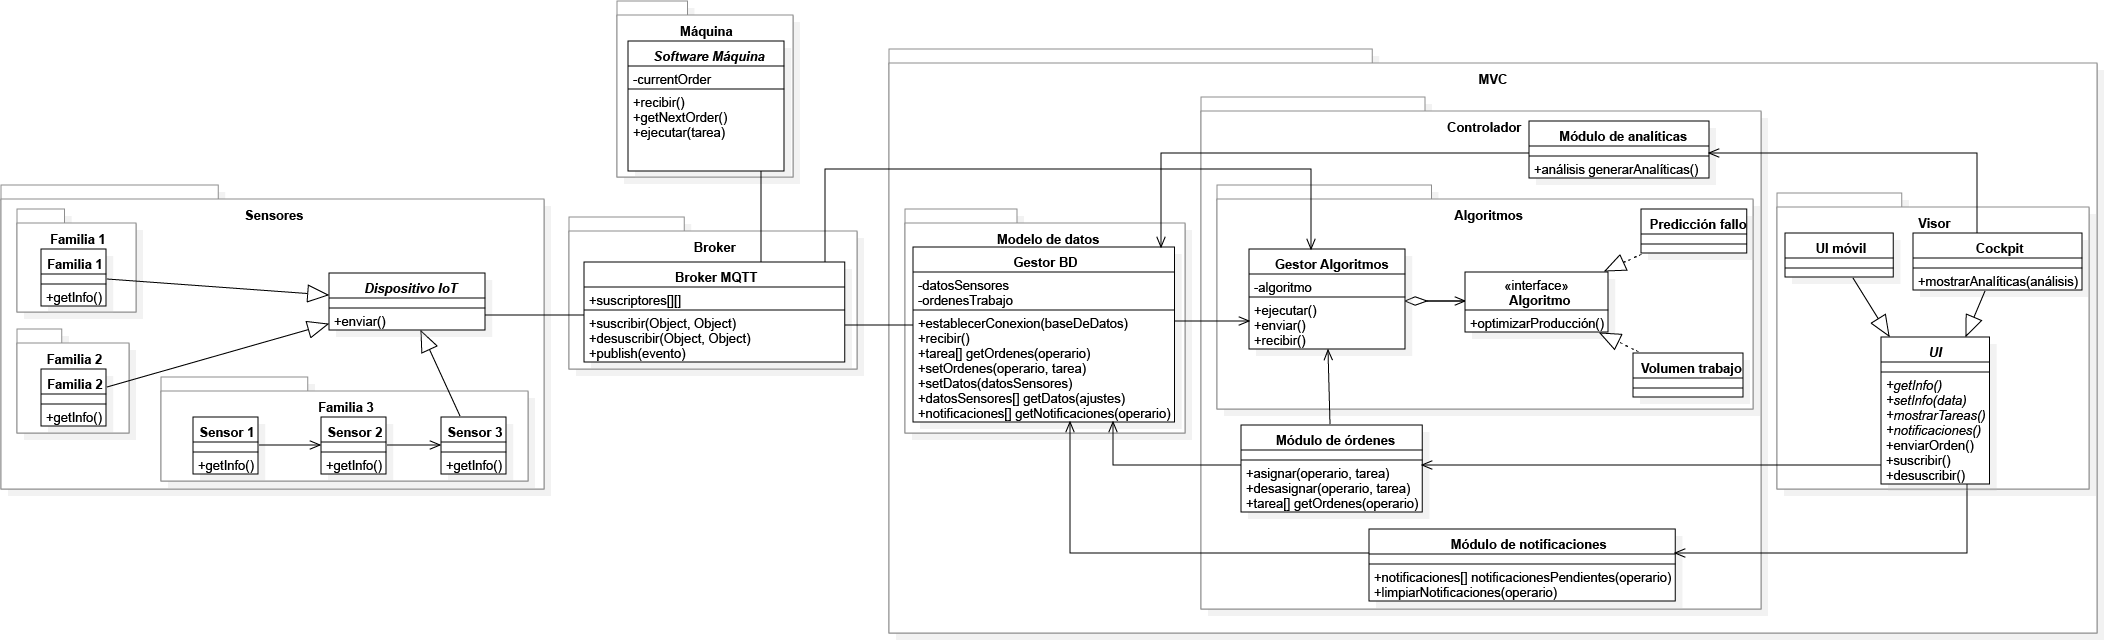 Máquina
Software Máquina
-currentOrder
+recibir()
+getNextOrder()
+ejecutar(tarea)
Sensores
Familia 1
Familia 1
+getInfo()
Familia 2
Familia 2
+getInfo()
Dispositivo IoT
+enviar()
Familia 3
Sensor 1
+getInfo()
Sensor 2
+getInfo()
Sensor 3
+getInfo()
Broker
Broker MQTT
+suscriptores[][]
+suscribir(Object, Object)
+desuscribir(Object, Object)
+publish(evento)
MVC
Modelo de datos
Gestor BD
-datosSensores
-ordenesTrabajo
+establecerConexion(baseDeDatos)
+recibir()
+tarea[] getOrdenes(operario)
+setOrdenes(operario, tarea)
+setDatos(datosSensores)
+datosSensores[] getDatos(ajustes)
+notificaciones[] getNotificaciones(operario)
Controlador
Módulo de analíticas
+análisis generarAnalíticas()
Algoritmos
Gestor Algoritmos
-algoritmo
+ejecutar()
+enviar()
+recibir()
«interface»
Algoritmo
+optimizarProducción()
Predicción fallo
Volumen trabajo
Módulo de órdenes
+asignar(operario, tarea)
+desasignar(operario, tarea)
+tarea[] getOrdenes(operario)
Módulo de notificaciones
+notificaciones[] notificacionesPendientes(operario)
+limpiarNotificaciones(operario)
Visor
UI móvil
Cockpit
+mostrarAnalíticas(análisis)
UI
+getInfo()
+setInfo(data)
+mostrarTareas()
+notificaciones()
+enviarOrden()
+suscribir()
+desuscribir()